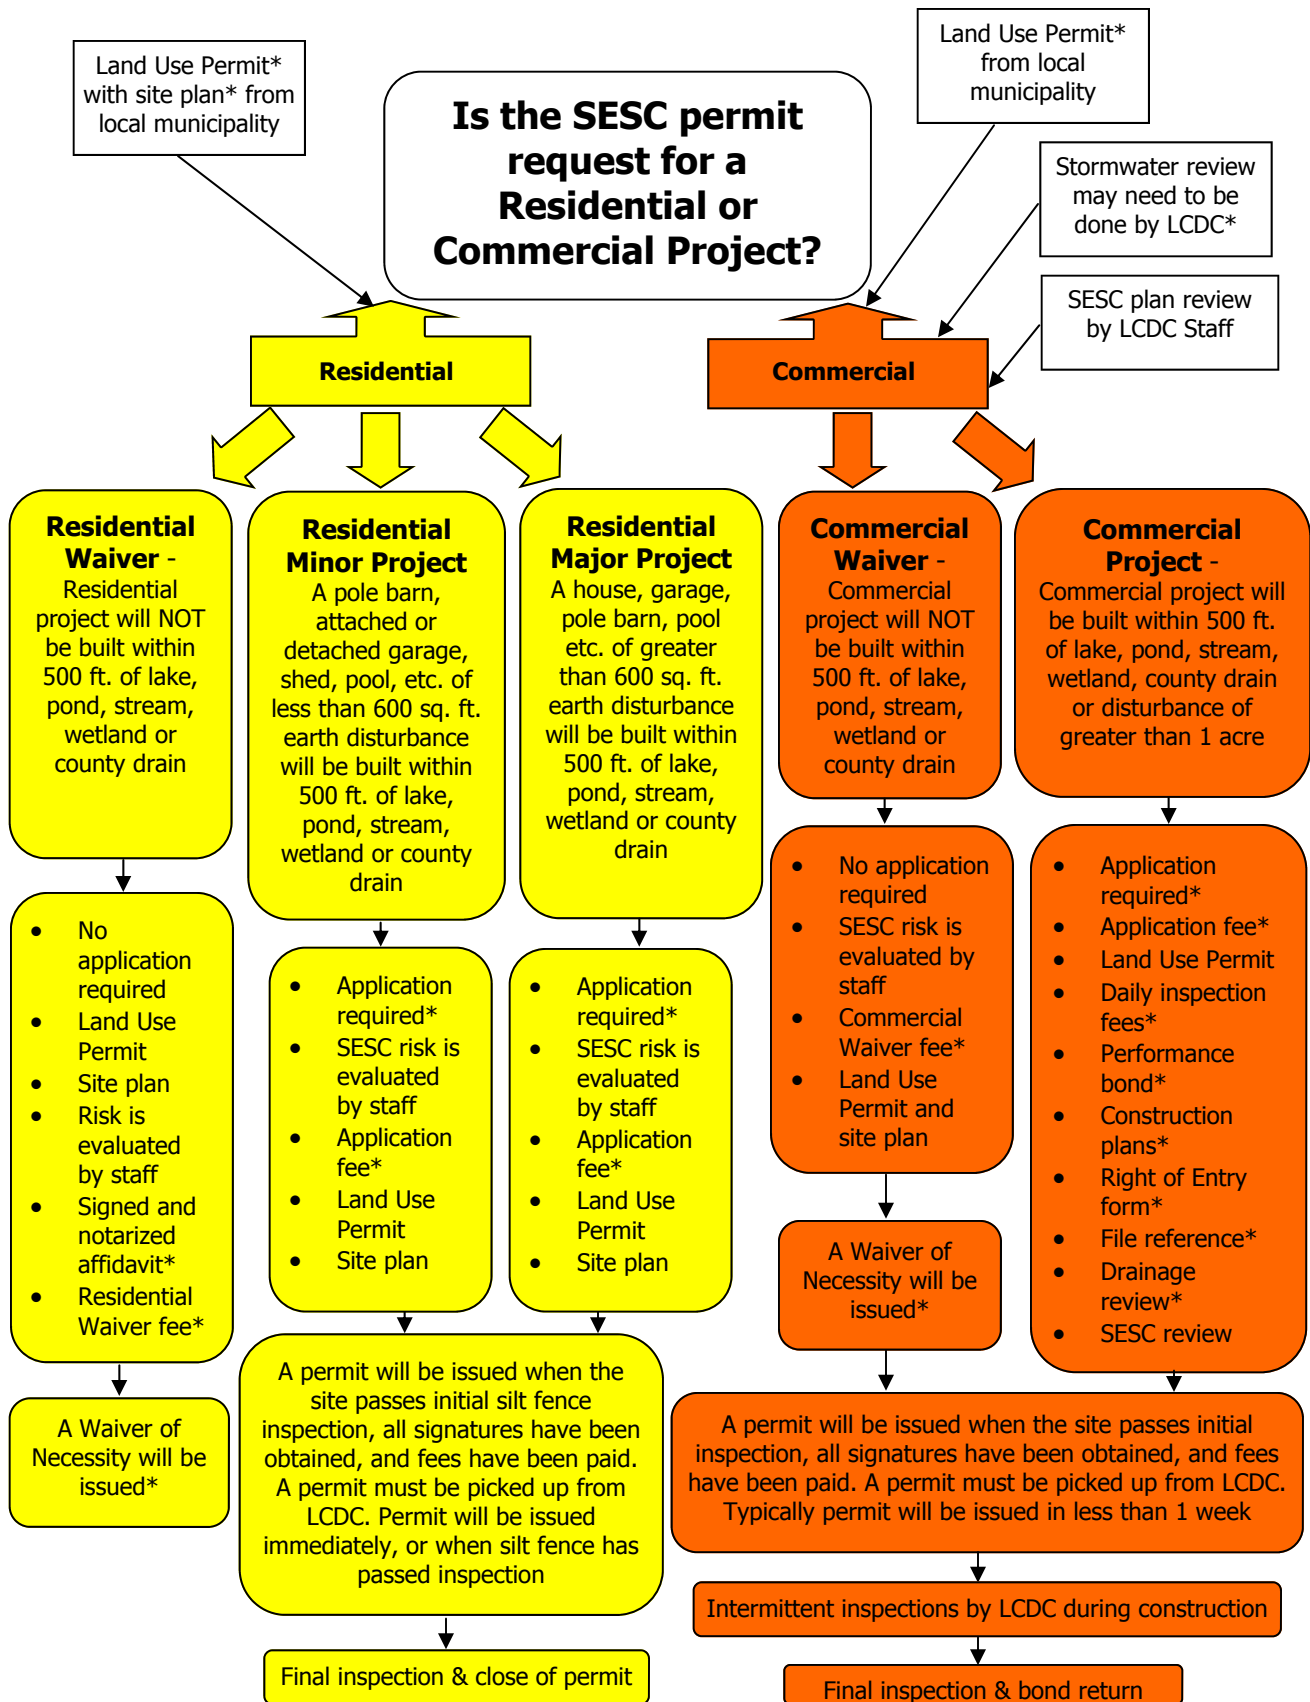 Land Use Permit*
with site plan* from
local municipality
Is the SESC permit
request for a
Residential or
Commercial Project?
Land Use Permit*
from local
municipality
Stormwater review
may need to be
done by LCDC*
SESC plan review
by LCDC Staff
Residential
Commercial
Residential
Waiver -
Residential
project will NOT
be built within
500 ft. of lake,
pond, stream,
wetland or
county drain
Residential
Minor Project
A pole barn,
attached or
detached garage,
shed, pool, etc. of
less than 600 sq. ft.
earth disturbance
will be built within
500 ft. of lake,
pond, stream,
wetland or county
drain
Residential
Major Project
A house, garage,
pole barn, pool
etc. of greater
than 600 sq. ft.
earth disturbance
will be built within
500 ft. of lake,
pond, stream,
wetland or county
drain
Commercial
Waiver -
Commercial
project will NOT
be built within
500 ft. of lake,
pond, stream,
wetland or
county drain
Commercial
Project -
Commercial project will
be built within 500 ft.
of lake, pond, stream,
wetland, county drain
or disturbance of
greater than 1 acre
• No
application
required
• Land Use
Permit
• Site plan
• Risk is
evaluated
by staff
• Signed and
notarized
affidavit*
• Residential
Waiver fee*
• Application
required*
• SESC risk is
evaluated
by staff
• Application
fee*
• Land Use
Permit
• Site plan
• Application
required*
• SESC risk is
evaluated
by staff
• Application
fee*
• Land Use
Permit
• Site plan
• No application
required
• SESC risk is
evaluated by
staff
• Commercial
Waiver fee*
• Land Use
Permit and
site plan
• Application
required*
• Application fee*
• Land Use Permit
• Daily inspection
fees*
• Performance
bond*
• Construction
plans*
• Right of Entry
form*
• File reference*
• Drainage
review*
• SESC review
A Waiver of
Necessity will be
issued*
A permit will be issued when the
site passes initial silt fence
inspection, all signatures have been
obtained, and fees have been paid.
A permit must be picked up from
LCDC. Permit will be issued
immediately, or when silt fence has
passed inspection
Final inspection & close of permit
A Waiver of
Necessity will be
issued*
A permit will be issued when the site passes initial
inspection, all signatures have been obtained, and fees
have been paid. A permit must be picked up from LCDC.
Typically permit will be issued in less than 1 week
Intermittent inspections by LCDC during construction
Final inspection & bond return